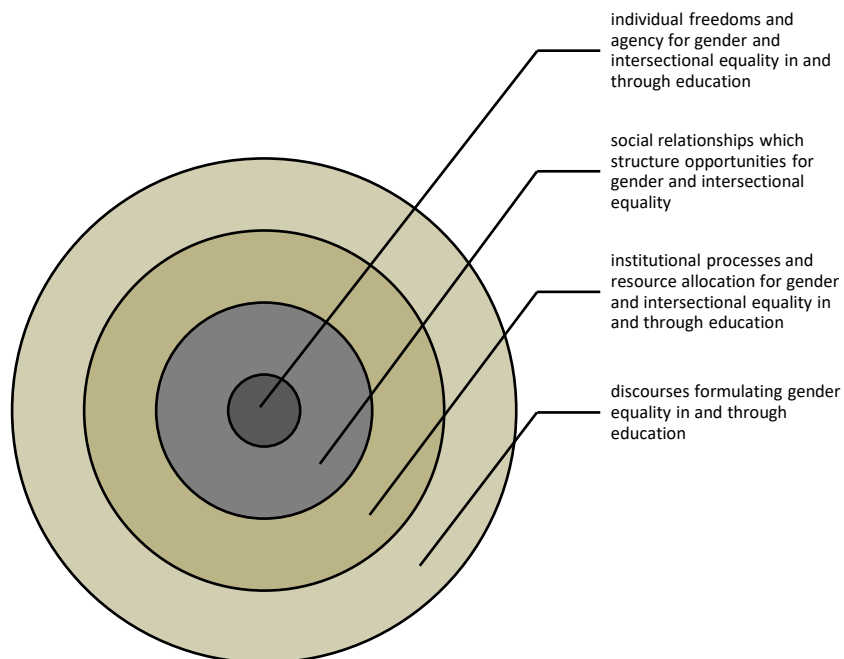 individual freedoms and
agency for gender and
intersectional equality in and
through education
social relationships which
structure opportunities for
gender and intersectional
equality
institutional processes and
resource allocation for gender
and intersectional equality in
and through education
discourses formulating gender
equality in and through
education